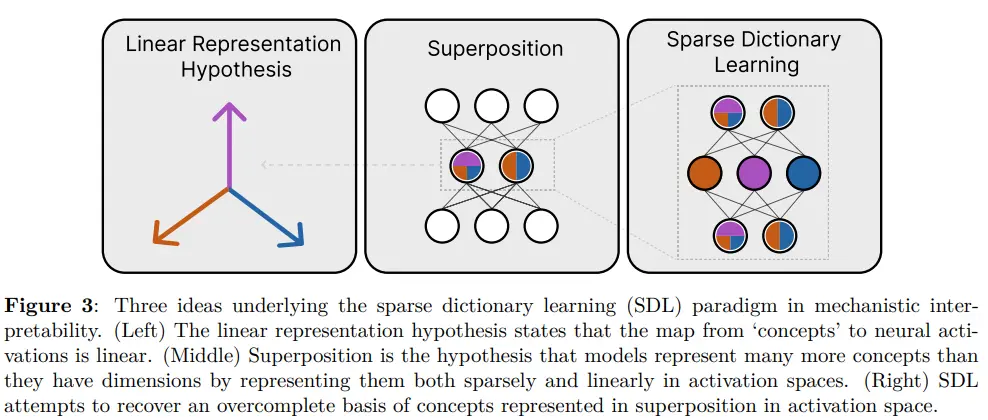 Linear Representation
Hypothesis
Superposition
Sparse Dictionary
Learning
Figure 3: Three ideas underlying the sparse dictionary learning (SDL) paradigm in mechanistic inter-
pretability. (Left) The linear representation hypothesis states that the map from ‘concepts’ to neural acti-
vations is linear. (Middle) Superposition is the hypothesis that models represent many more concepts than
they have dimensions by representing them both sparsely and linearly in activation spaces. (Right) SDL
attempts to recover an overcomplete basis of concepts represented in superposition in activation space.